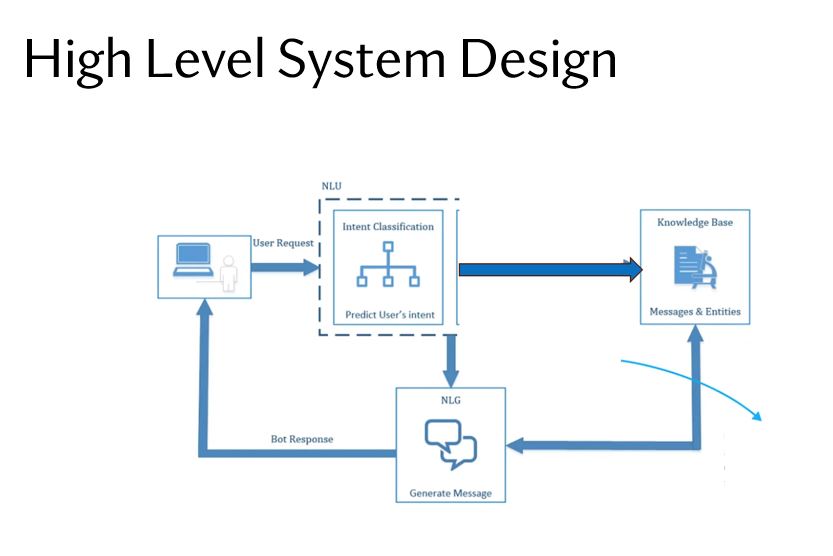 High Level System Design
NLU
Intent Classification
Knowledge Base
User Request
Predict User's intent
Messages & Entities
NLG
Bot Response
Generate Message